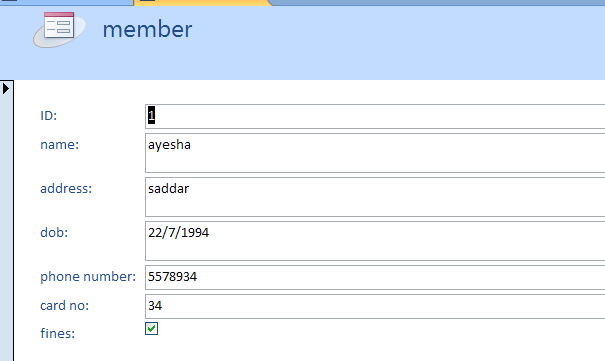 member
ID: 1
name: ayesha
address: saddar
dob: 22/7/1994
phone number: 5578934
card no: 34
fines: